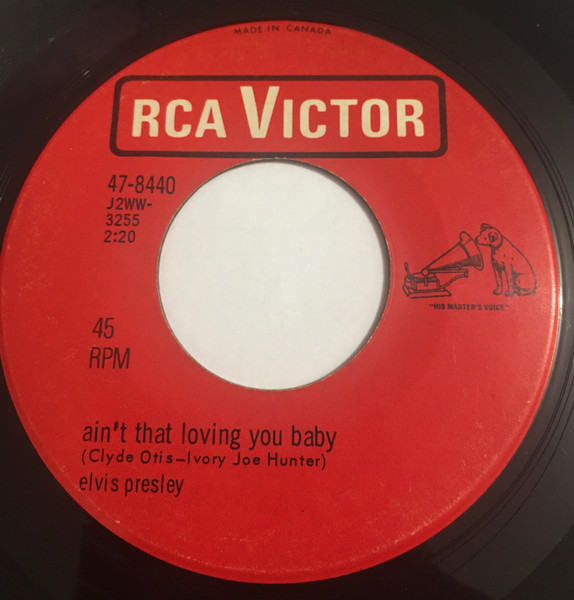 MADE IN CANADA
RCA VICTOR
47-8440
J2WW-
3255
2:20
"HIS MASTER'S VOICE"
45
RPM
ain't that loving you baby
(Clyde Otis—Ivory Joe Hunter)
elvis presley